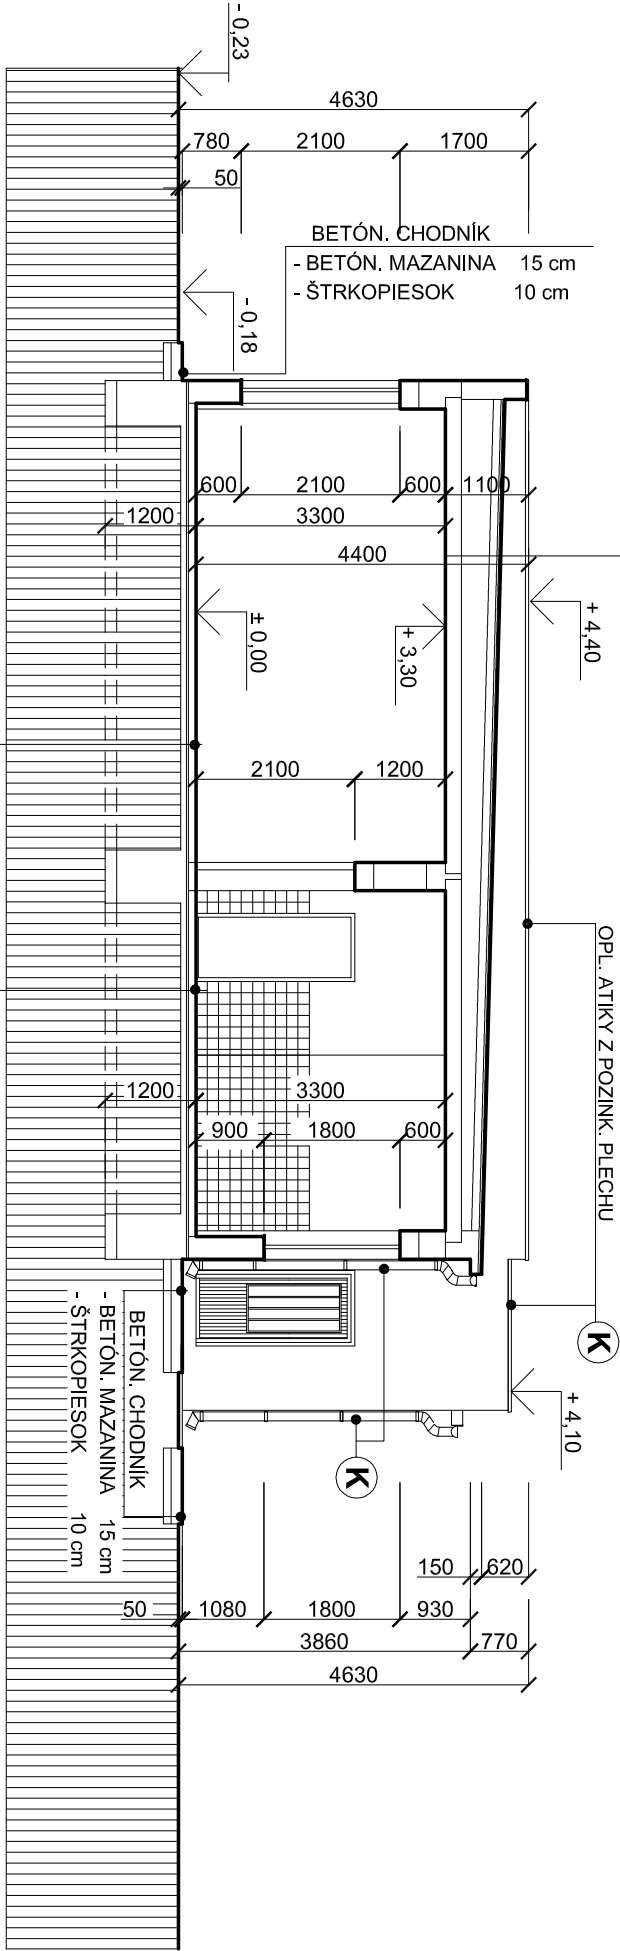 - 0,23
4630
780 2100 1700
50
BETÓN. CHODNÍK
- BETÓN. MAZANINA 15 cm
- ŠTRKOPIESOK 10 cm
- 0,18
600 2100 600 1100
1200 3300
4400
± 0,00
+ 3,30
+ 4,40
2100 1200
OPL. ATIKY Z POZINK. PLECHU
1200 3300
900 1800 600
K
+ 4,10
BETÓN. CHODNÍK
- BETÓN. MAZANINA 15 cm
- ŠTRKOPIESOK 10 cm
K
150 620
50 1080 1800 930
3860 770
4630